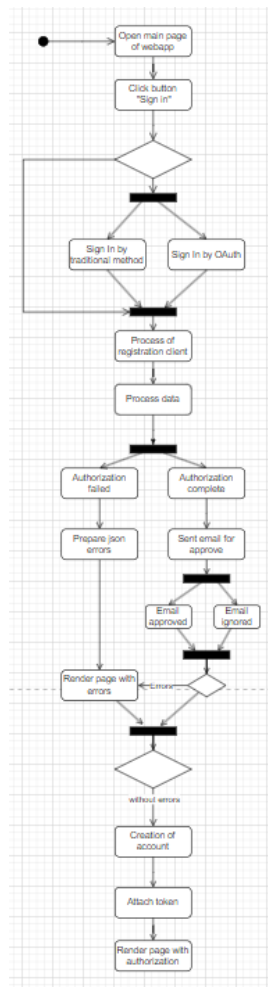 Open main page
of webapp
Click button
"Sign in"
Sign In by
traditional method
Sign In by OAuth
Process of
registration client
Process data
Authorization
failed
Authorization
complete
Prepare json
errors
Sent email for
approve
Email
approved
Email
ignored
Render page with
errors
Errors
without errors
Creation of
account
Attach token
Render page with
authorization